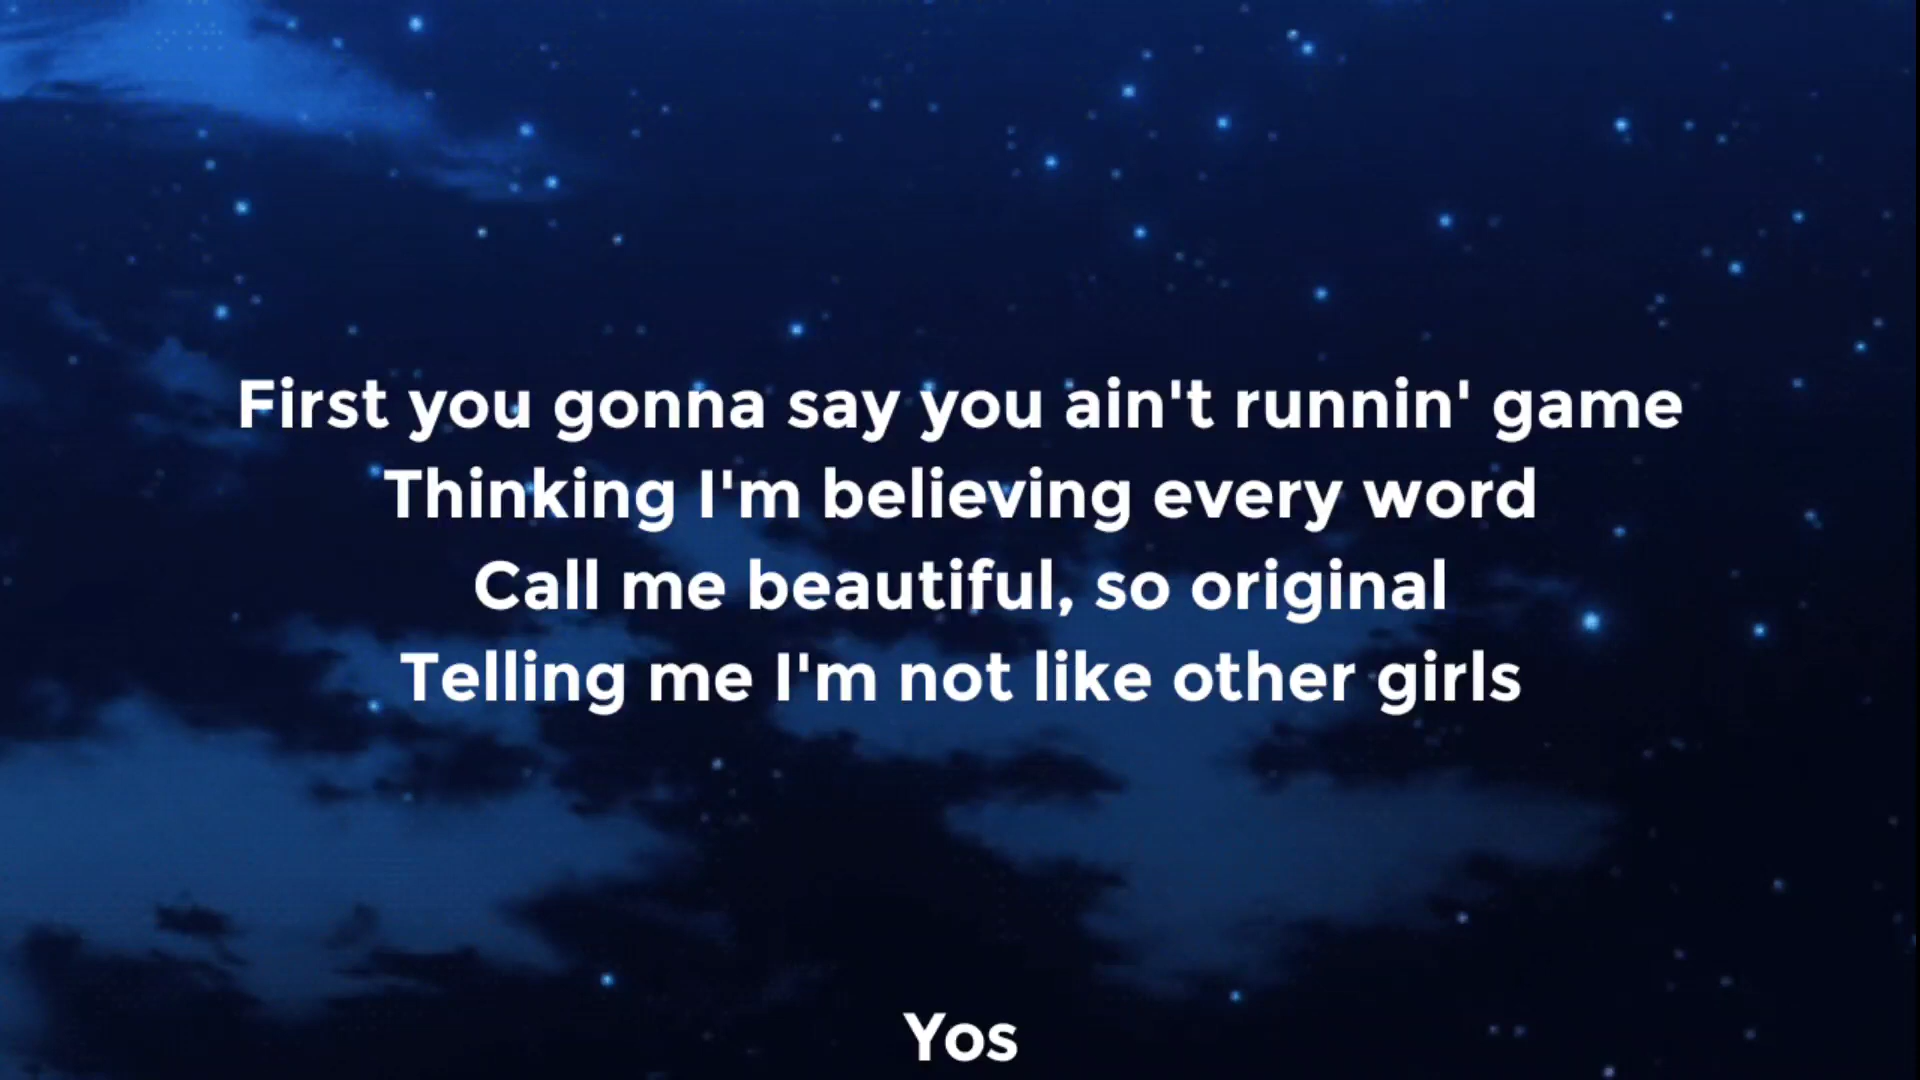 First you gonna say you ain't runnin' game
Thinking I'm believing every word
Call me beautiful, so original
Telling me I'm not like other girls
Yos